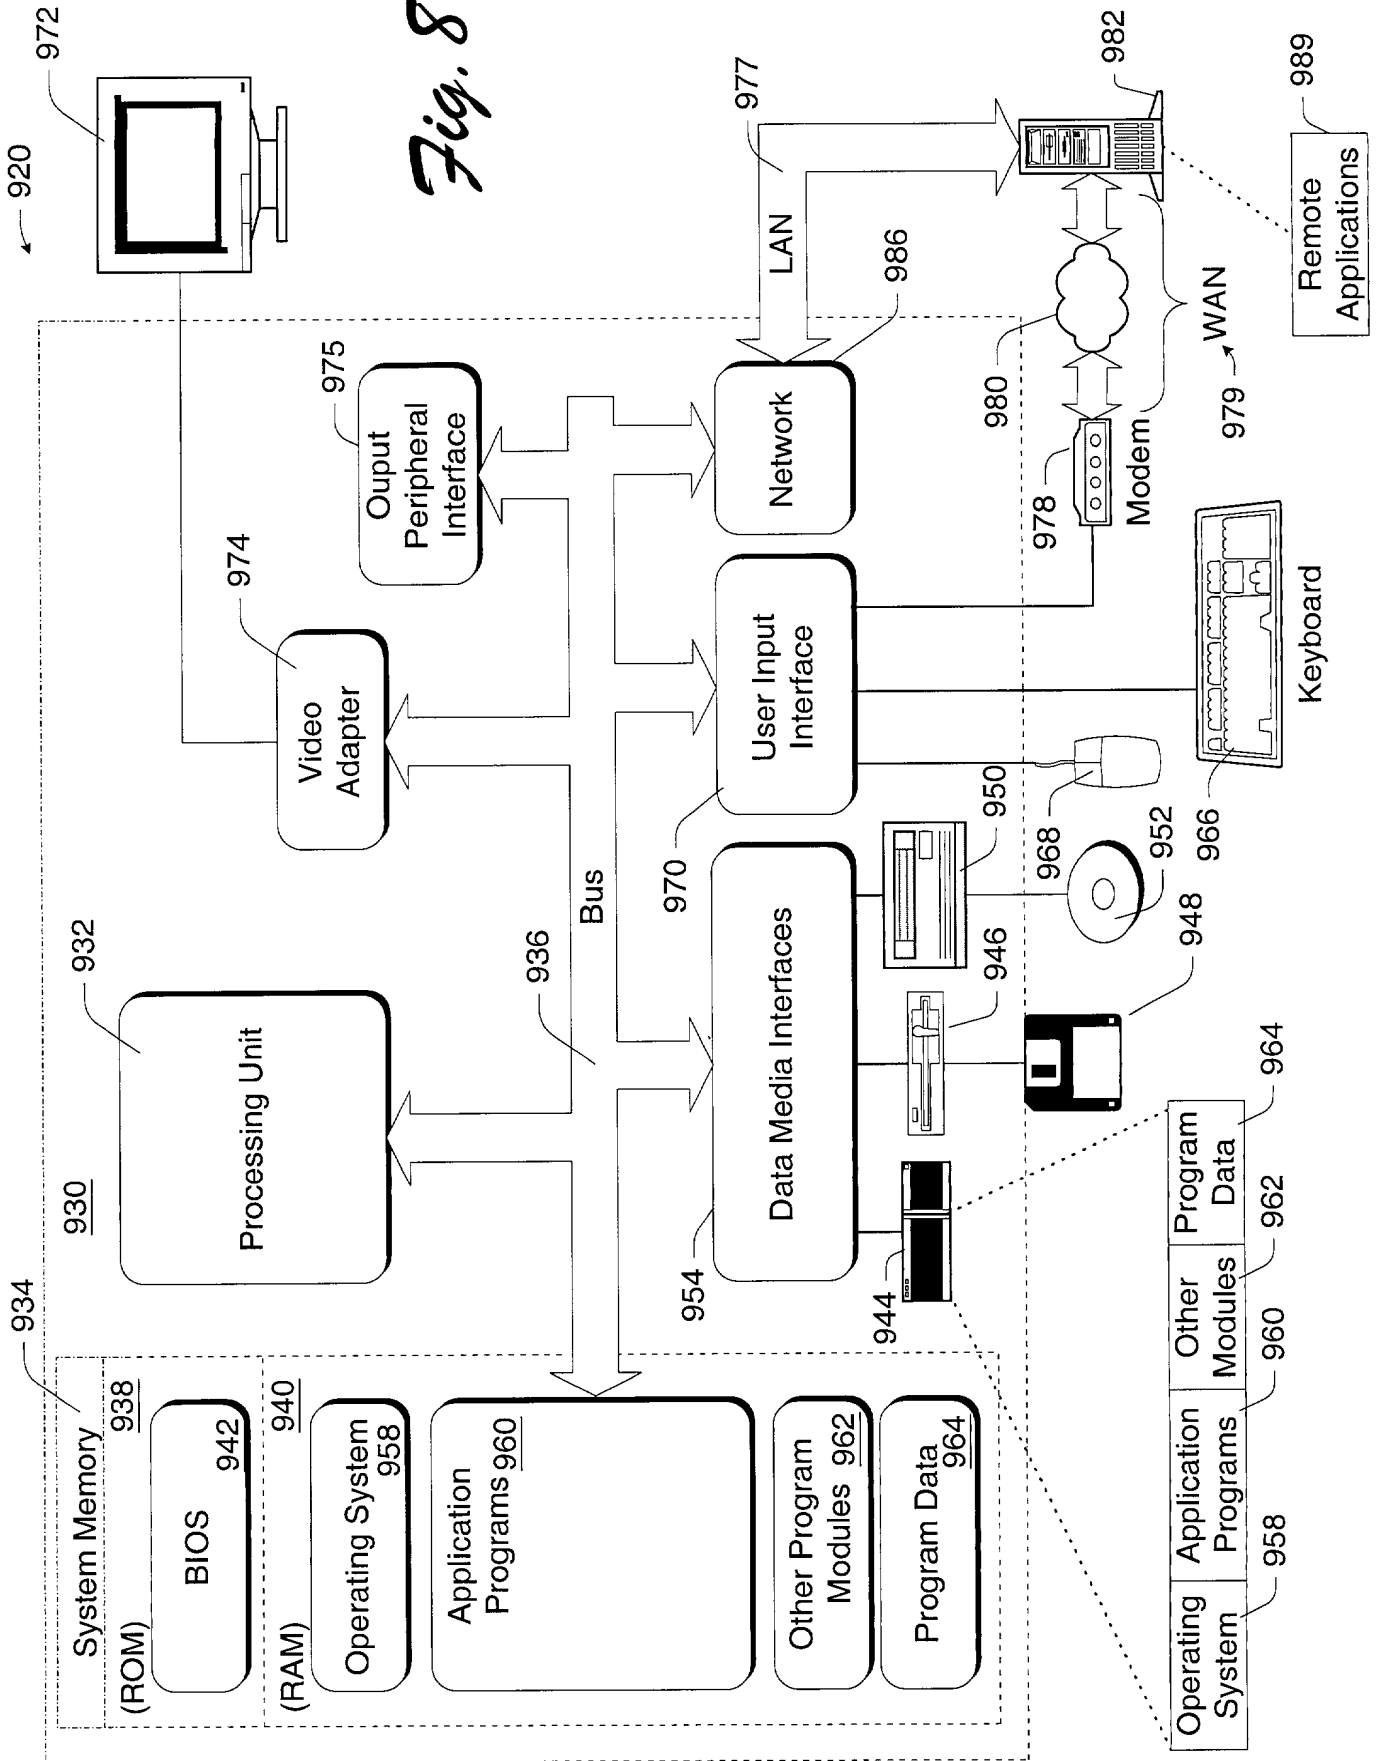 934
930
932
920
972
System Memory
(ROM) 938
BIOS
942
(RAM) 940
Operating System
958
Application
Programs 960
Other Program
Modules 962
Program Data
964
Processing Unit
974
Video
Adapter
975
Ouput
Peripheral
Interface
Fig. 8
936
Bus
954
Data Media Interfaces
970
User Input
Interface
Network
986
LAN
977
944
946
950
948
952
968
966
Keyboard
978
Modem
980
979
WAN
982
Operating
System
Application
Programs
Other
Modules
Program
Data
958
960
962
964
Remote
Applications
989